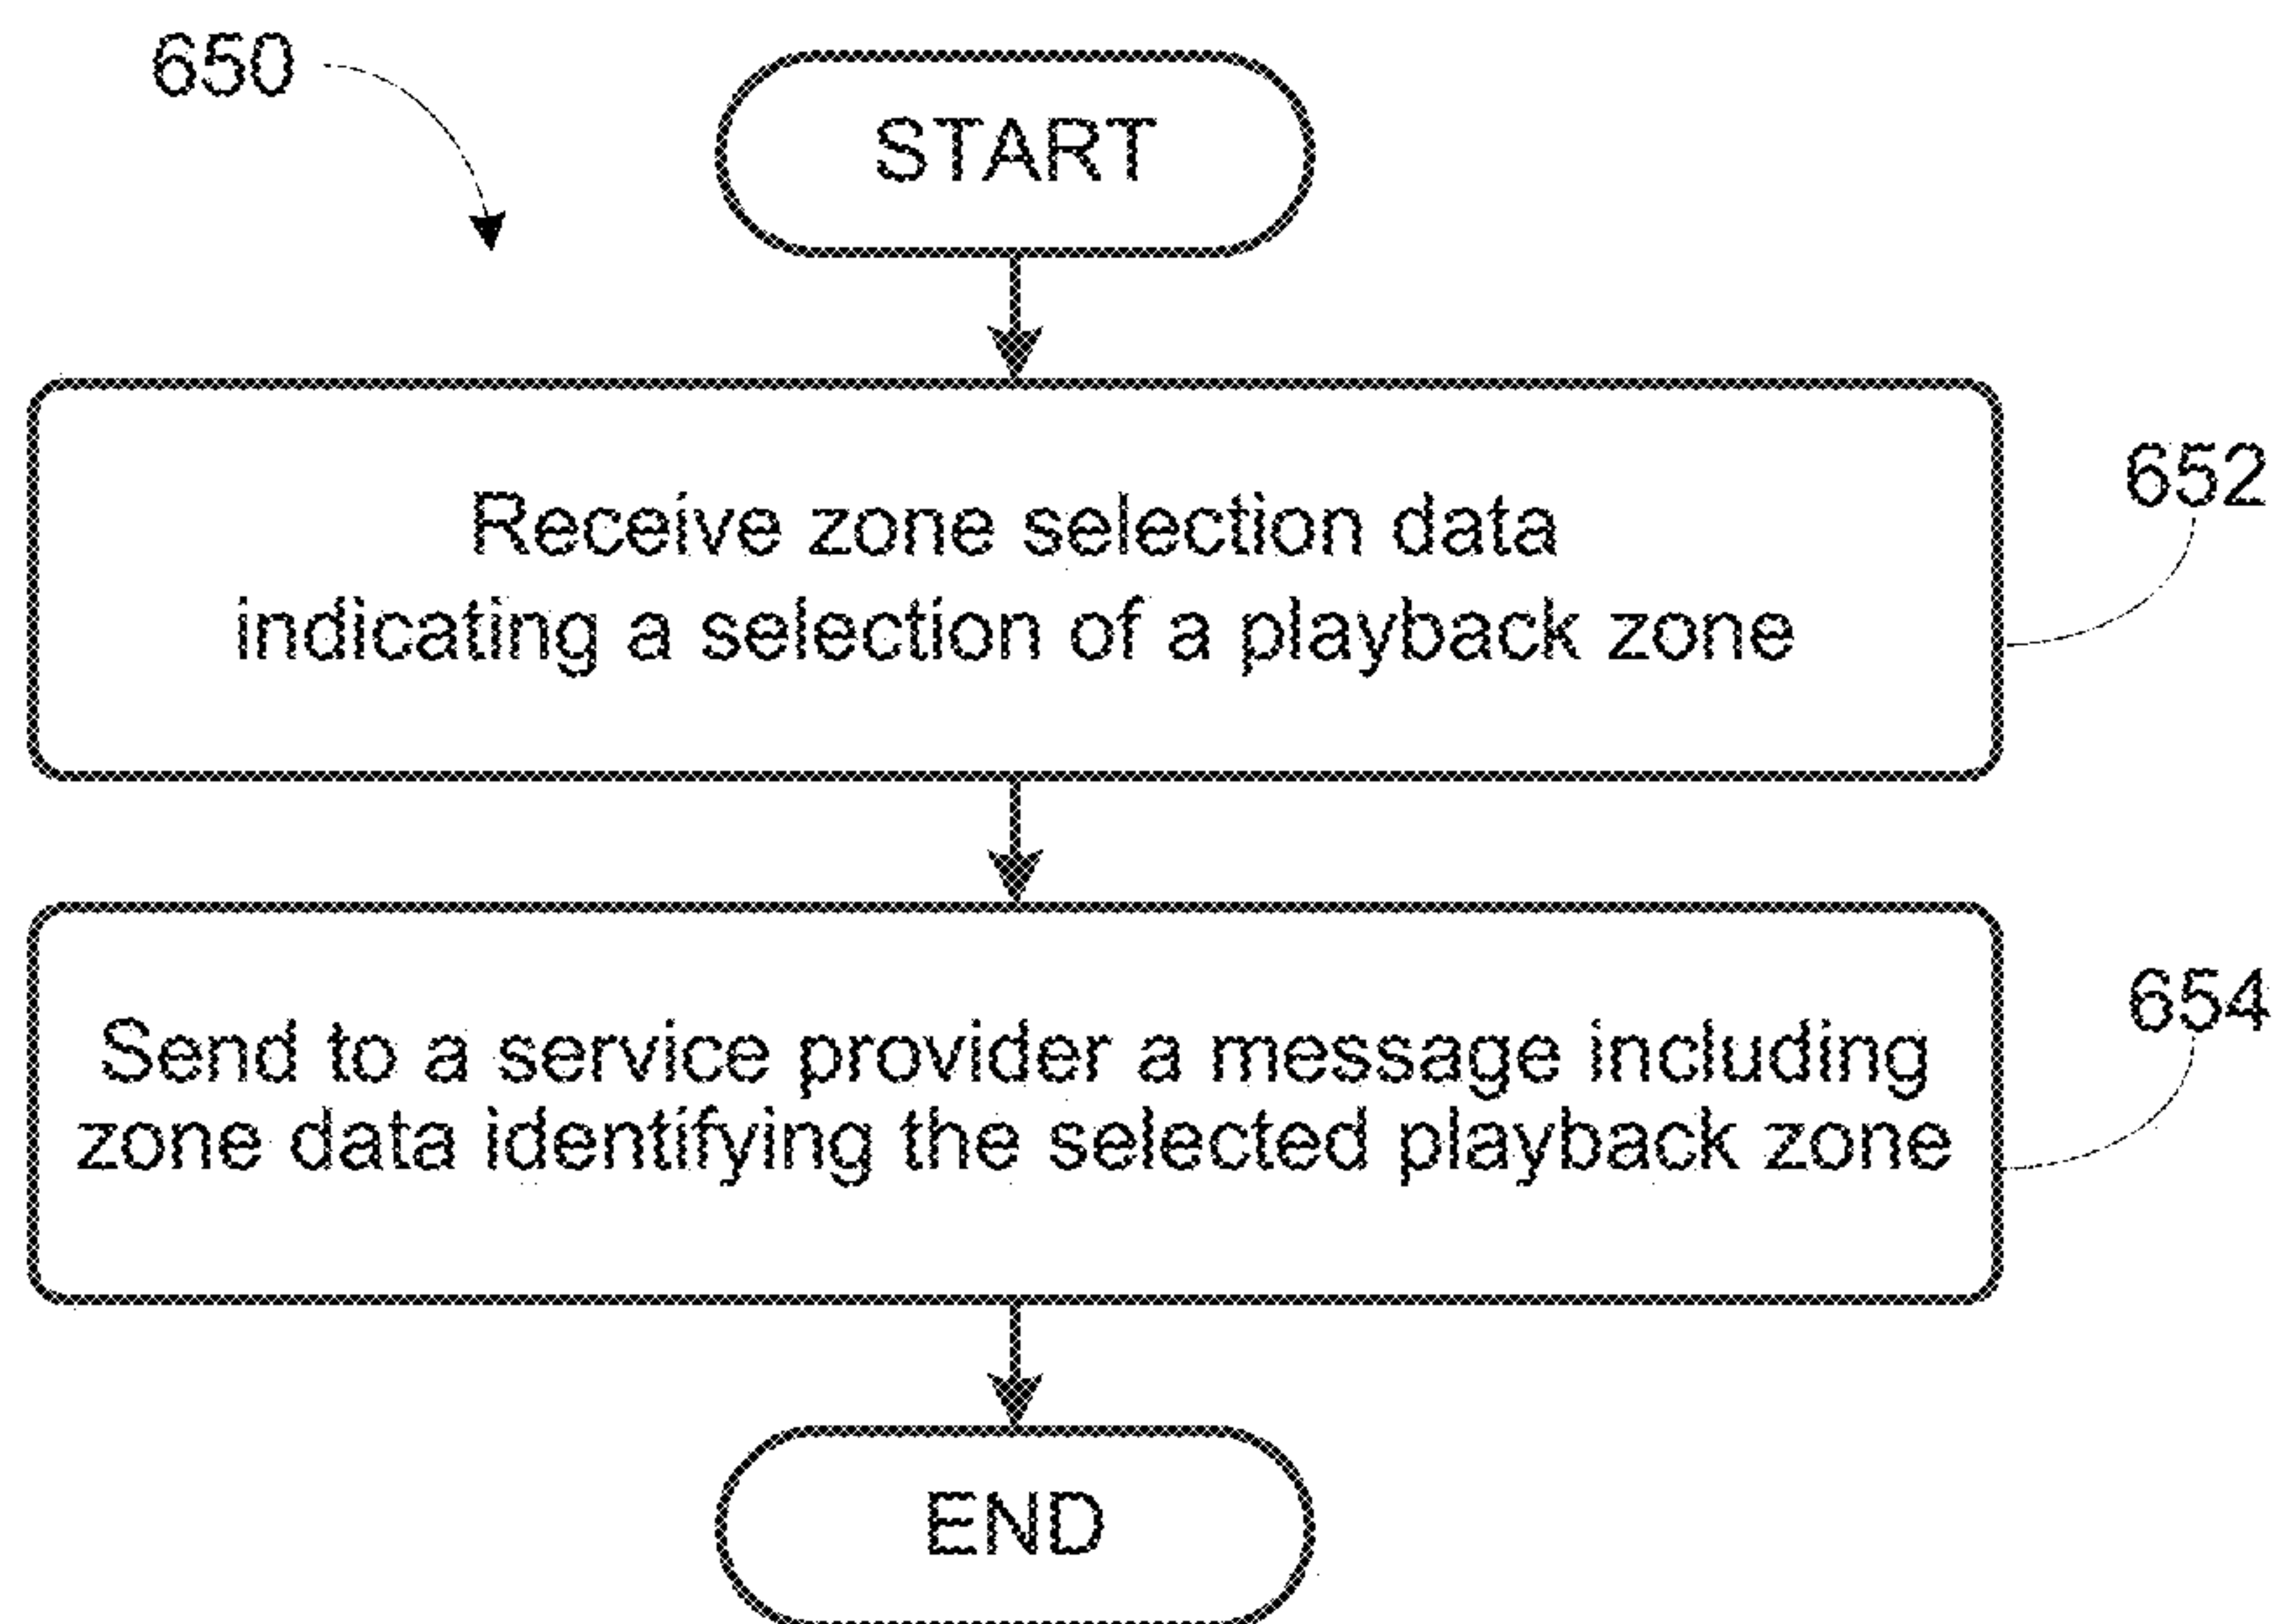 650
START
Receive zone selection data
indicating a selection of a playback zone
652
Send to a service provider a message including
zone data identifying the selected playback zone
654
END